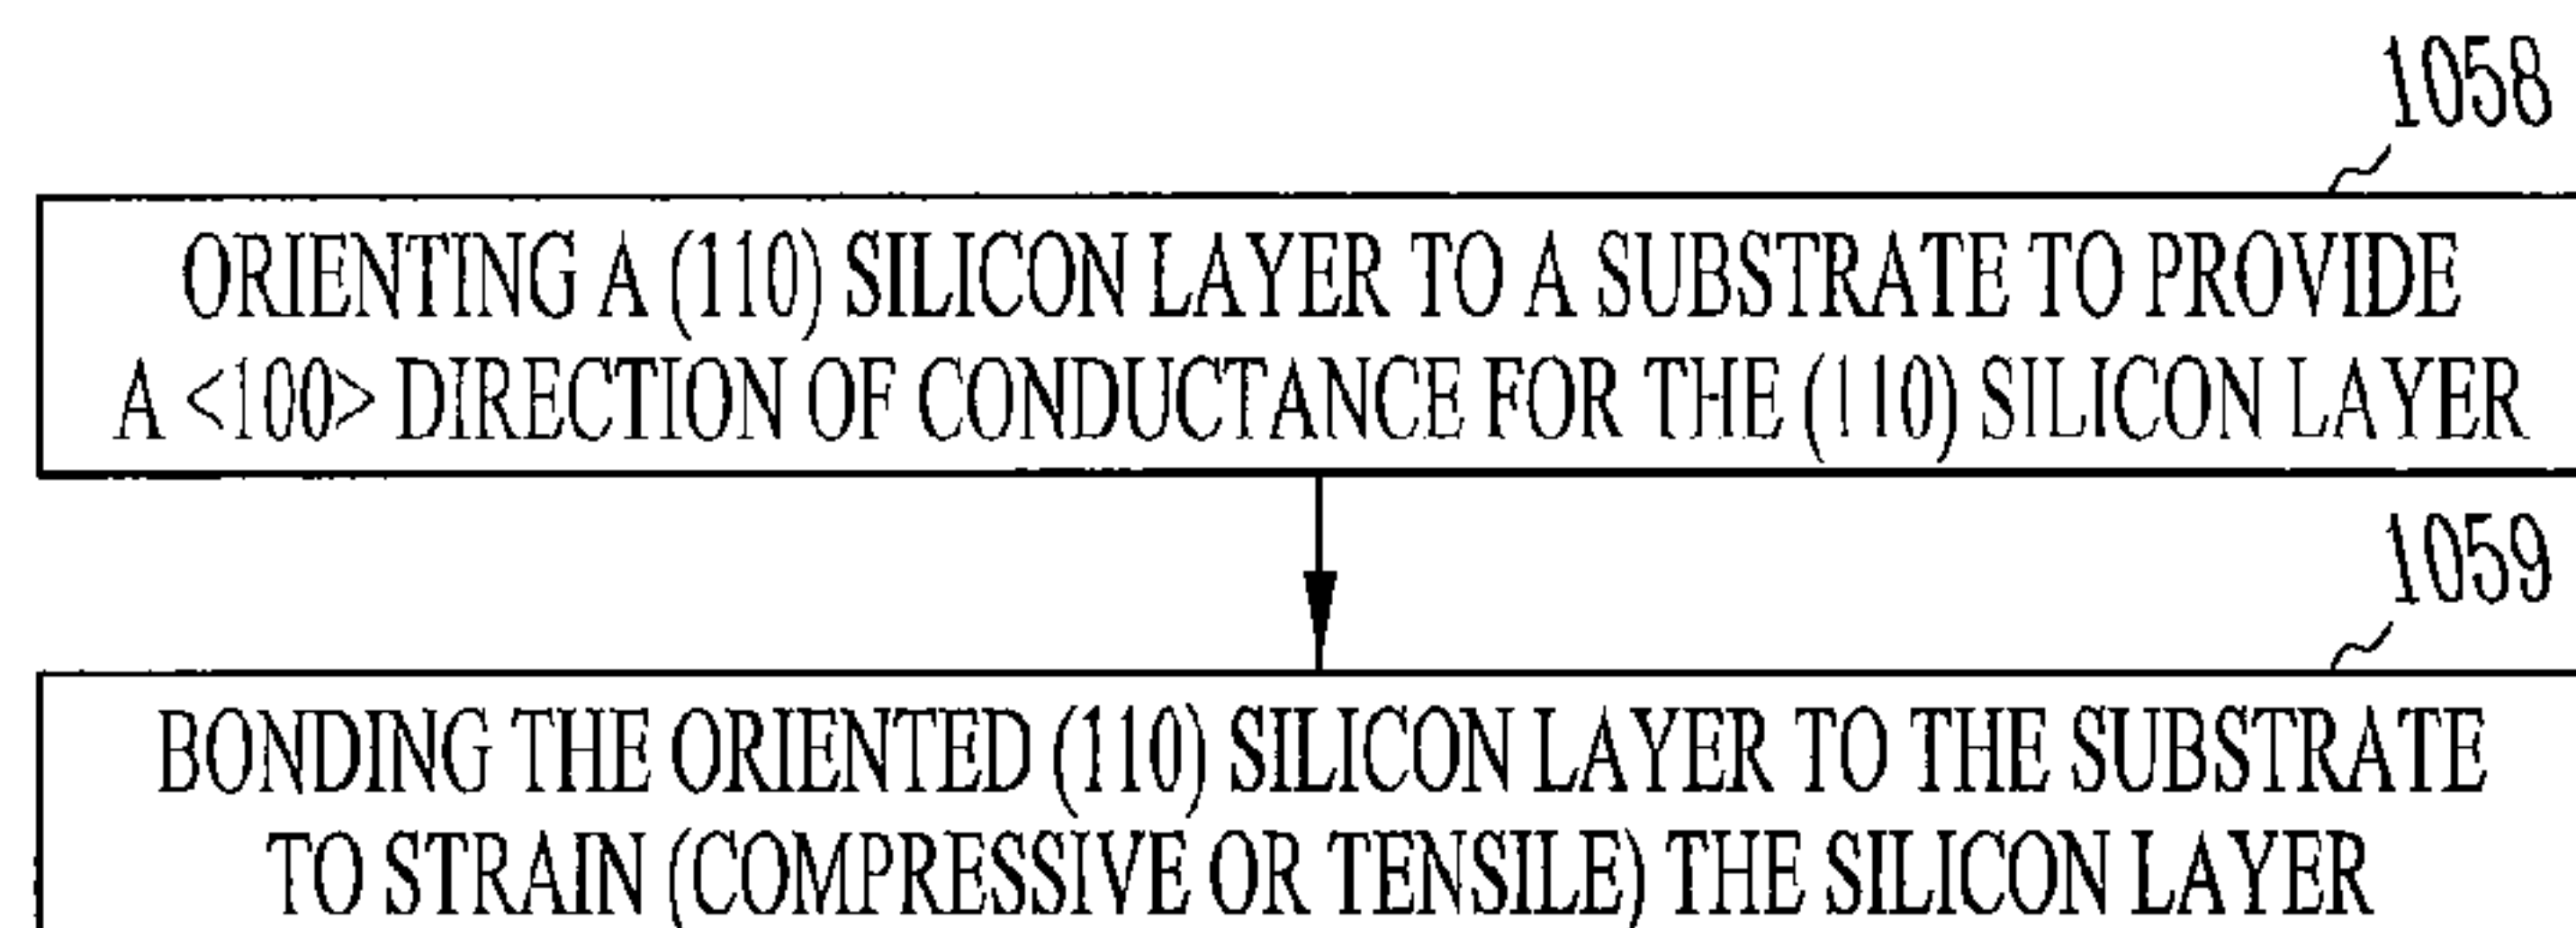 1058
ORIENTING A (110) SILICON LAYER TO A SUBSTRATE TO PROVIDE
A <100> DIRECTION OF CONDUCTANCE FOR THE (110) SILICON LAYER
1059
BONDING THE ORIENTED (110) SILICON LAYER TO THE SUBSTRATE
TO STRAIN (COMPRESSIVE OR TENSILE) THE SILICON LAYER